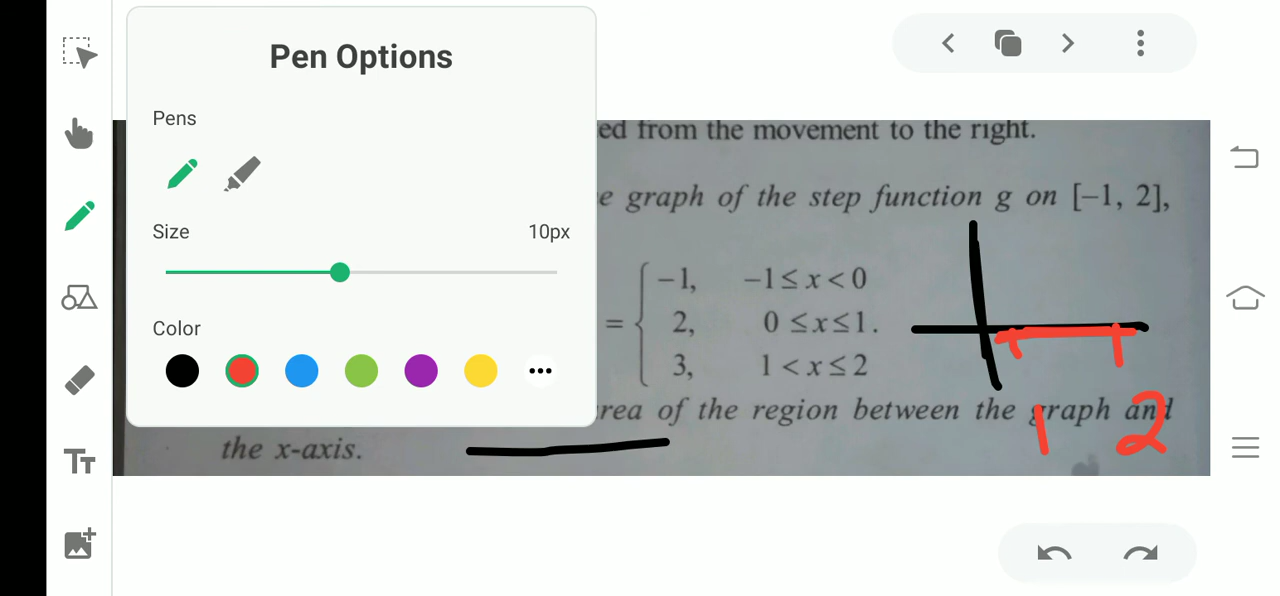 Pen Options
Pens
Size 10px
Color
ed from the movement to the right.
e graph of the step function g on [−1, 2],
−1, −1 ≤ x < 0
= { 2, 0 ≤ x ≤ 1.
3, 1 < x ≤ 2
area of the region between the graph and
the x-axis.
1 2
TT